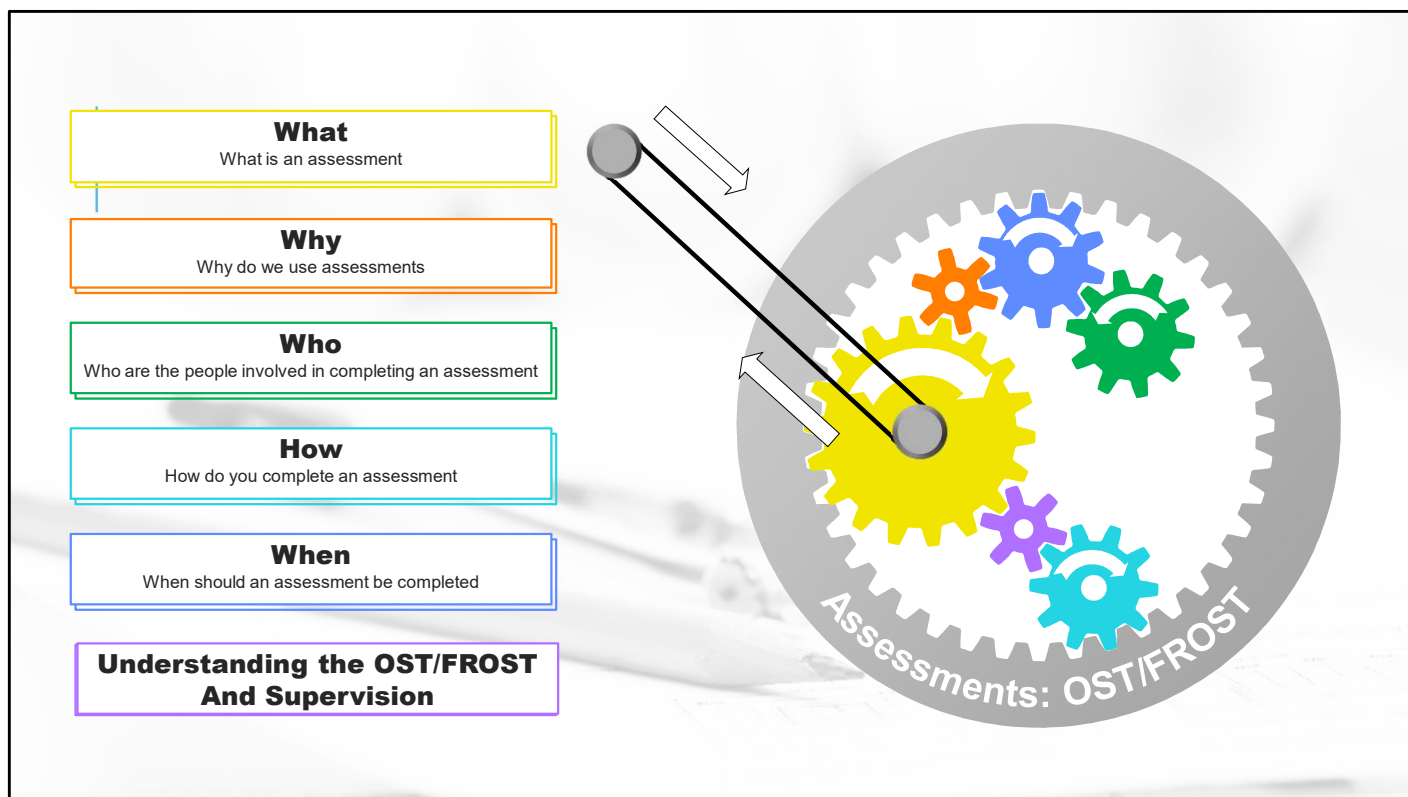 What
What is an assessment
Why
Why do we use assessments
Who
Who are the people involved in completing an assessment
How
How do you complete an assessment
When
When should an assessment be completed
Understanding the OST/FROST
And Supervision
Assessments: OST/FROST